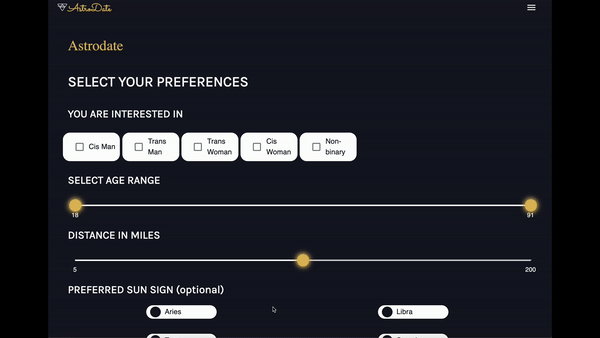 AstroDate
Astrodate
SELECT YOUR PREFERENCES
YOU ARE INTERESTED IN
Cis Man
Trans
Man
Trans
Woman
Cis
Woman
Non-
binary
SELECT AGE RANGE
18 91
DISTANCE IN MILES
5 200
PREFERRED SUN SIGN (optional)
Aries Libra